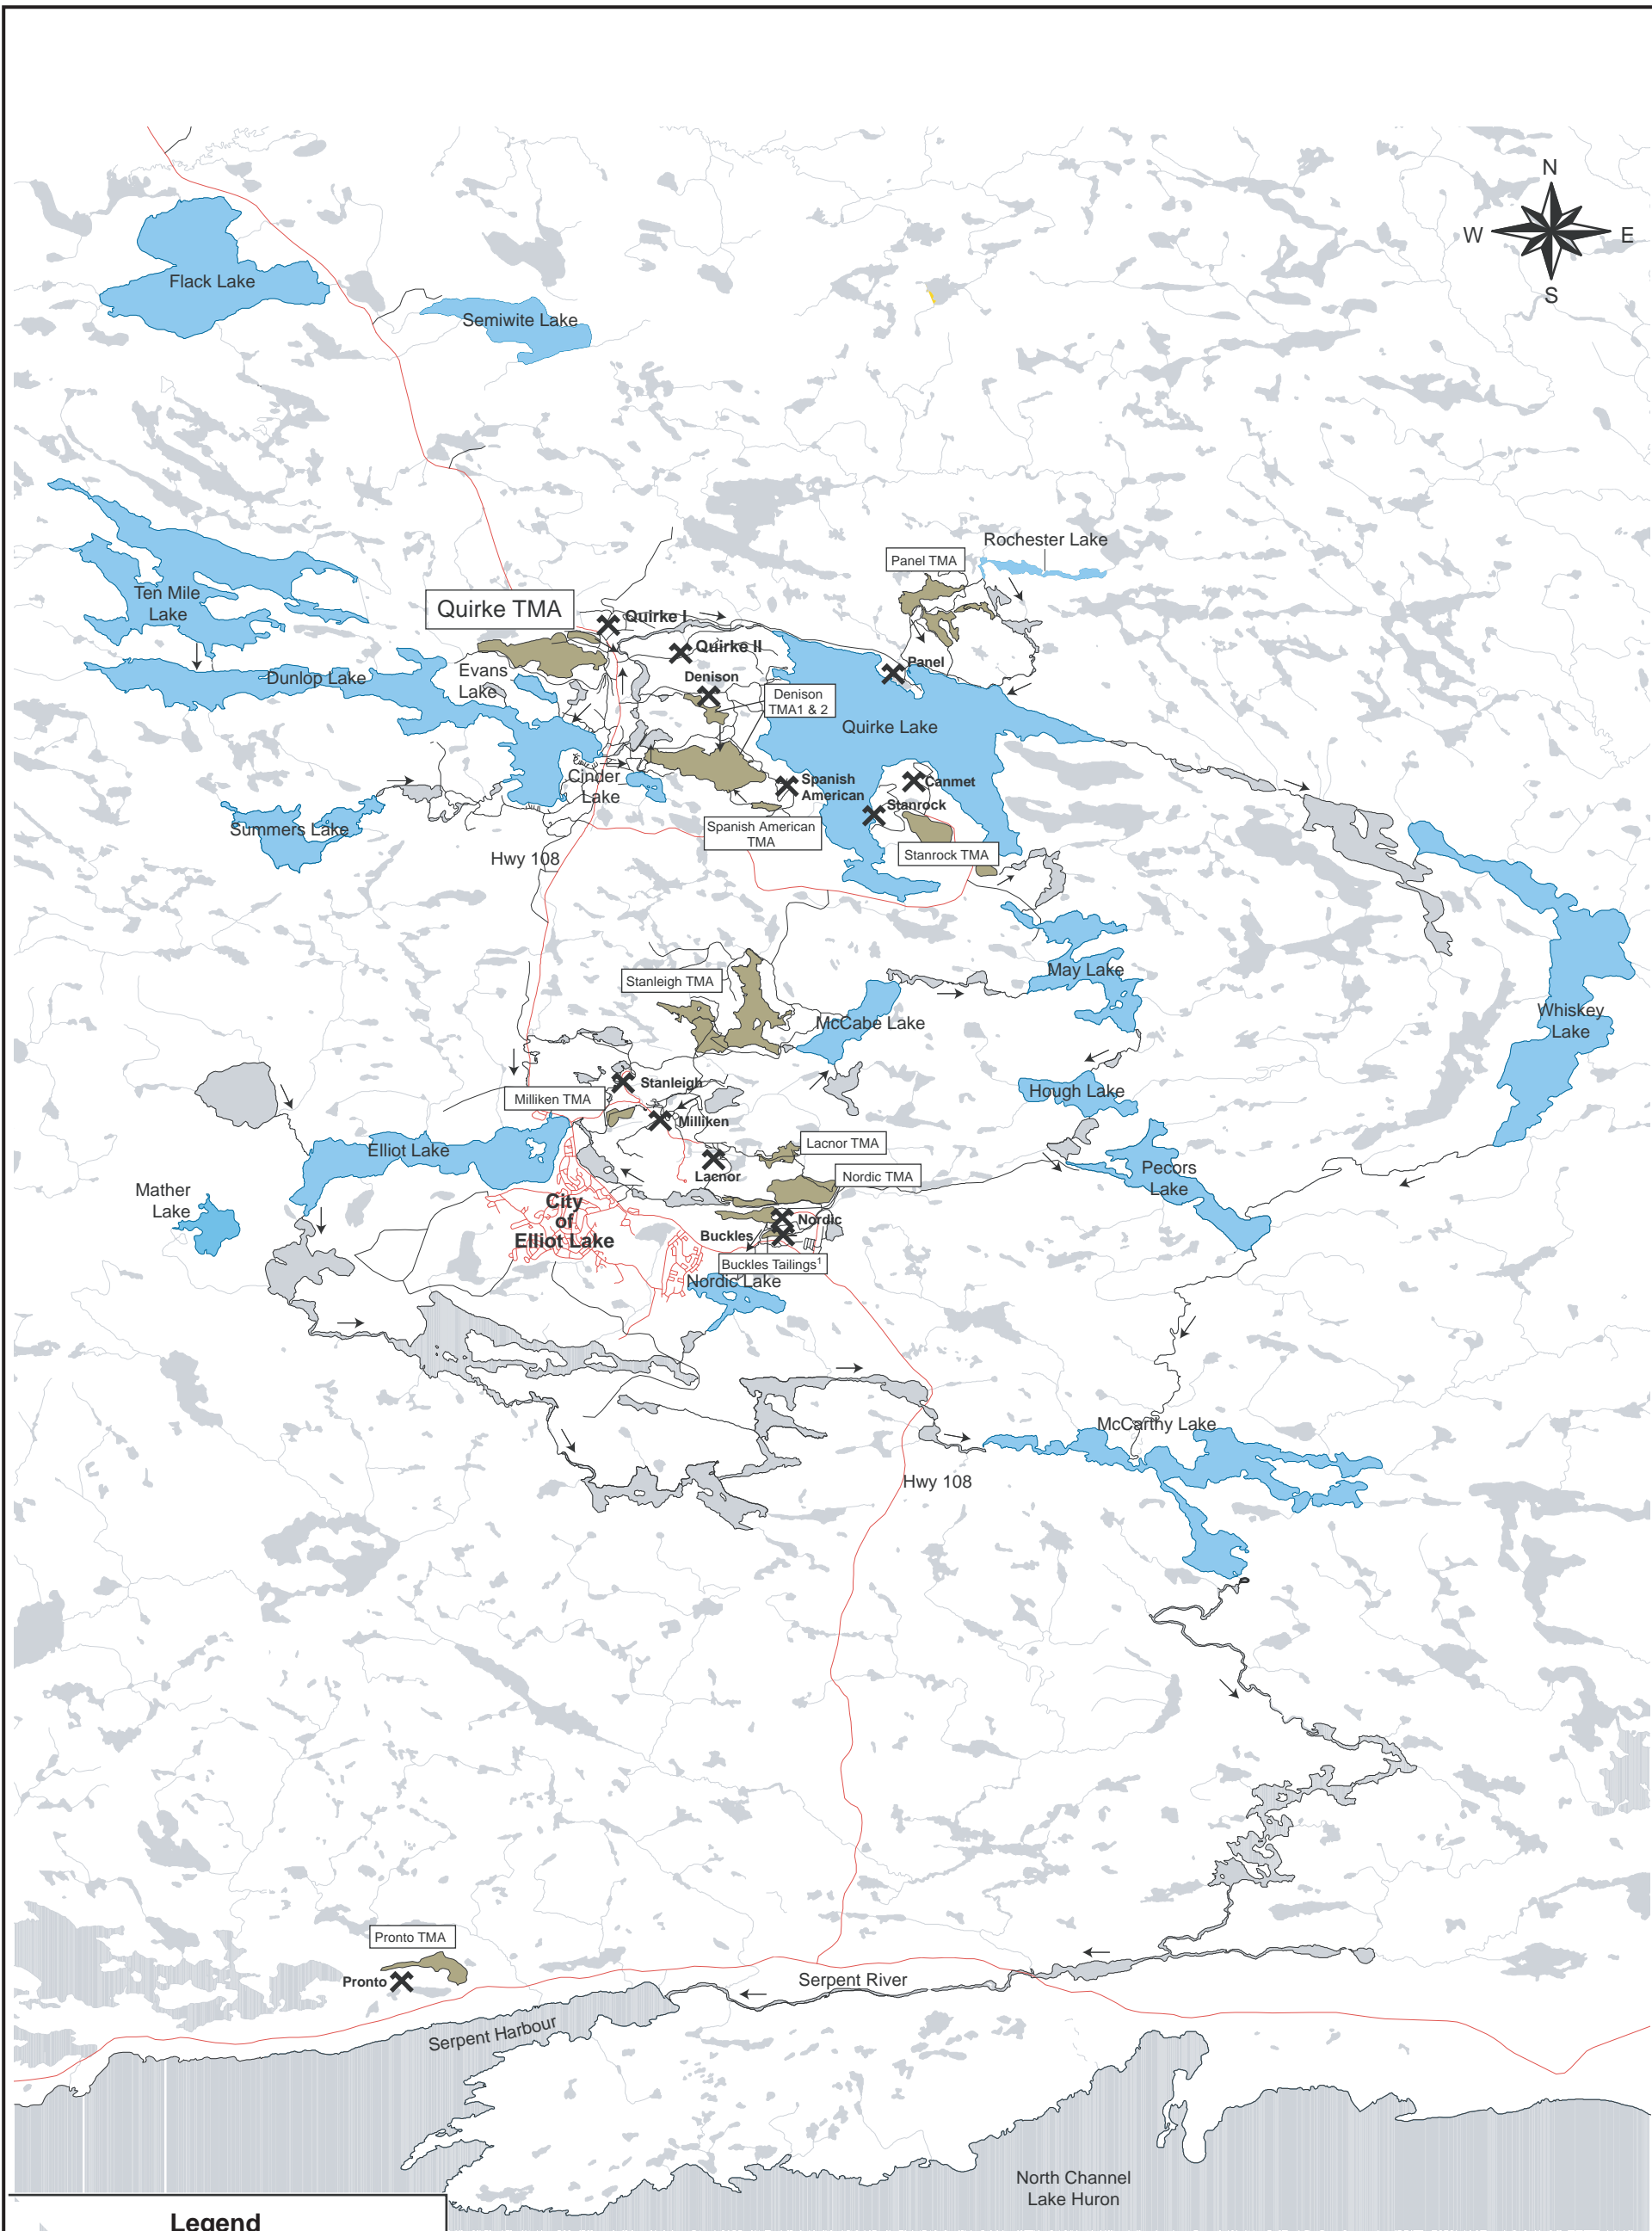 N
W
E
S
Flack Lake
Semiwite Lake
Rochester Lake
Panel TMA
Ten Mile
Lake
Quirke TMA
Quirke I
Quirke II
Panel
Evans
Lake
Dunlop Lake
Denison
Denison
TMA1 & 2
Quirke Lake
Cinder
Lake
Spanish
American
Canmet
Stanrock
Summers Lake
Spanish American
TMA
Stanrock TMA
Hwy 108
May Lake
Stanleigh TMA
McCabe Lake
Whiskey
Lake
Stanleigh
Milliken TMA
Hough Lake
Milliken
Elliot Lake
Lacnor TMA
Lacnor
Nordic TMA
Pecors
Lake
Mather
Lake
City
of
Elliot Lake
Nordic
Buckles
Buckles Tailings¹
Nordic Lake
McCarthy Lake
Hwy 108
Pronto TMA
Pronto
Serpent River
Serpent Harbour
North Channel
Lake Huron
Legend